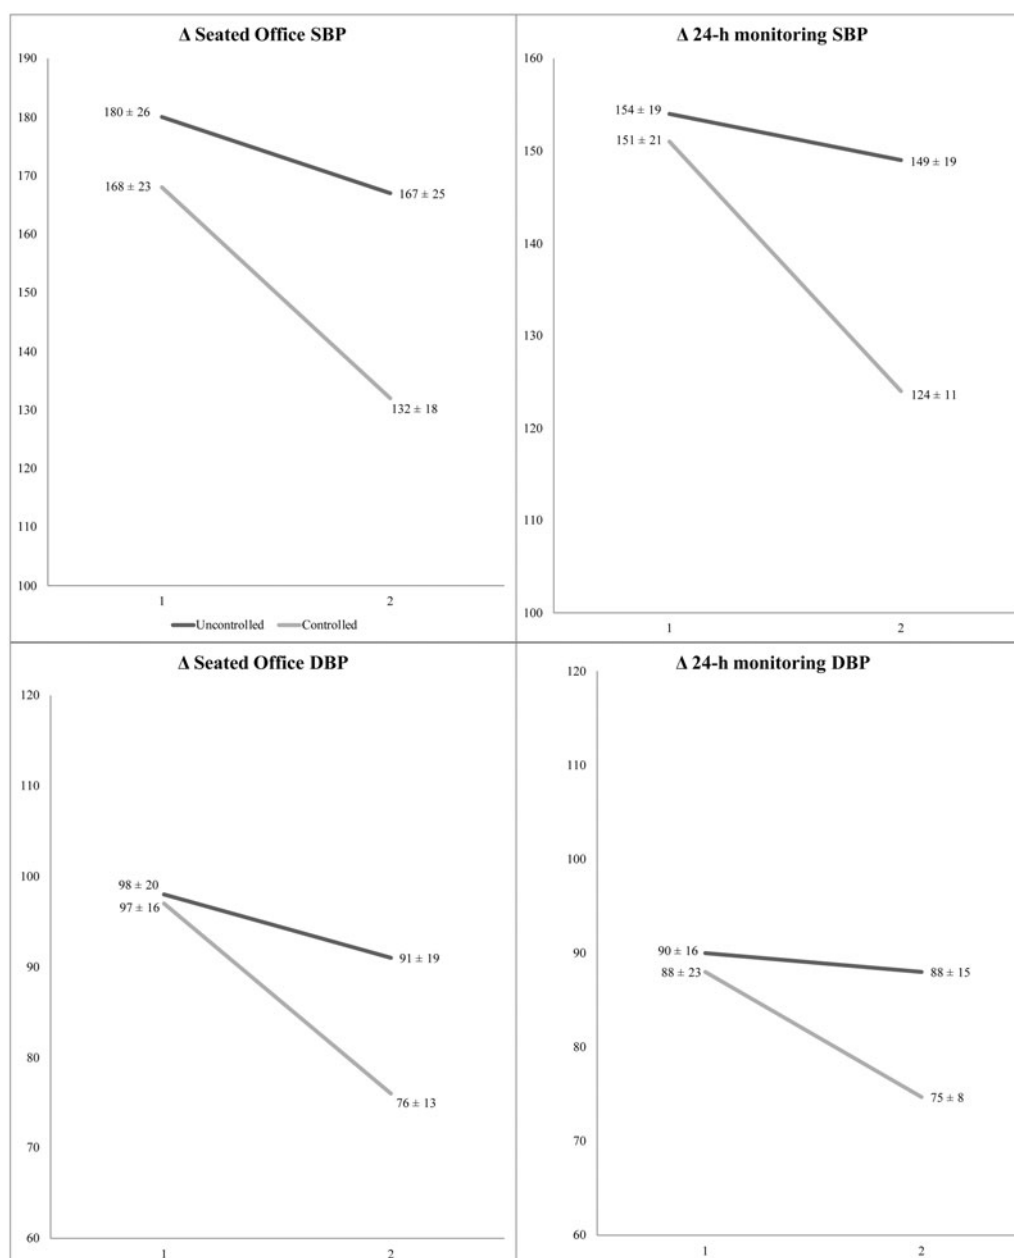 Δ Seated Office SBP
190
180
170
160
150
140
130
120
110
100
180 ± 26
168 ± 23
167 ± 25
132 ± 18
1 2
Uncontrolled Controlled
Δ 24-h monitoring SBP
160
150
140
130
120
110
100
154 ± 19
151 ± 21
149 ± 19
124 ± 11
1 2
Δ Seated Office DBP
120
110
100
90
80
70
60
98 ± 20
97 ± 16
91 ± 19
76 ± 13
1 2
Δ 24-h monitoring DBP
120
110
100
90
80
70
60
90 ± 16
88 ± 23
88 ± 15
75 ± 8
1 2